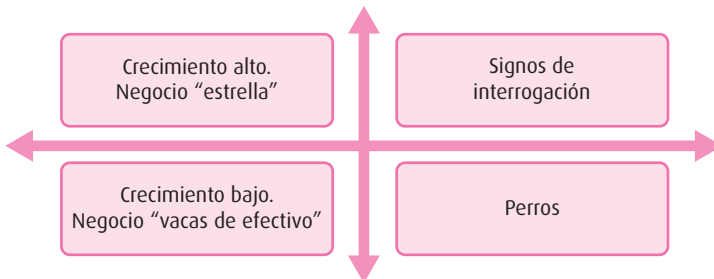 Crecimiento alto.
Negocio “estrella”
Signos de
interrogación
Crecimiento bajo.
Negocio “vacas de efectivo”
Perros